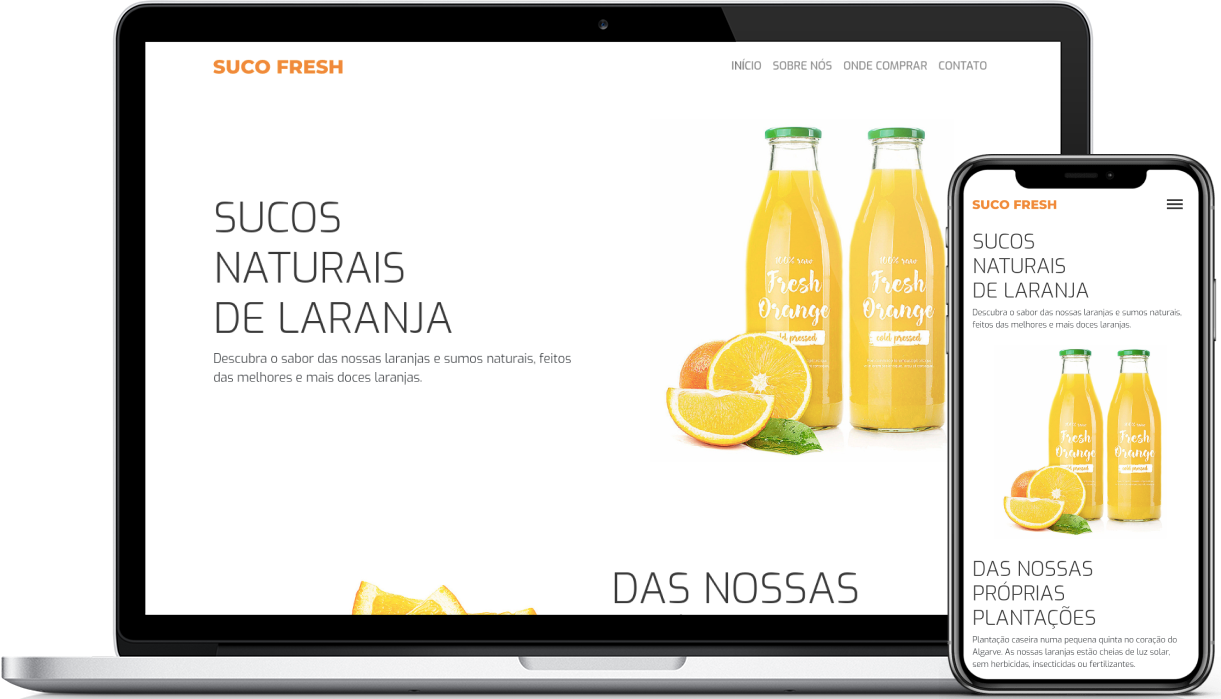 SUCO FRESH
INÍCIO SOBRE NÓS ONDE COMPRAR CONTATO
SUCOS
NATURAIS
DE LARANJA
Descubra o sabor das nossas laranjas e sumos naturais, feitos
das melhores e mais doces laranjas.
100% raw
Fresh
Orange
cold pressed
100% raw
Fresh
Orange
cold pressed
DAS NOSSAS
SUCO FRESH
SUCOS
NATURAIS
DE LARANJA
Descubra o sabor das nossas laranjas e sumos naturais,
feitos das melhores e mais doces laranjas.
Fresh
Orange
cold pressed
Fresh
Orange
cold pressed
DAS NOSSAS
PRÓPRIAS
PLANTAÇÕES
Plantação caseira numa pequena quinta no coração do
Algarve. As nossas laranjas estão cheias de luz solar,
sem herbicidas, insecticidas ou fertilizantes.